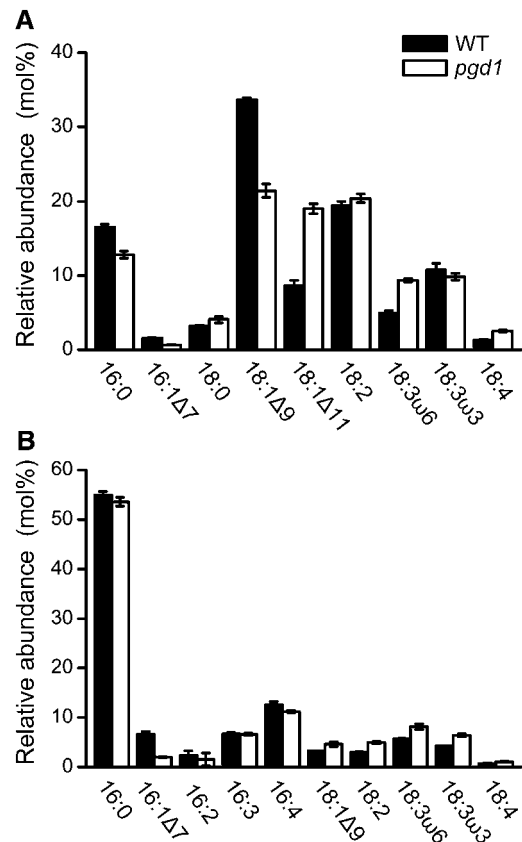 A
WT
pgd1
Relative abundance (mol%)
40
30
20
10
0
16:0
16:1Δ7
18:0
18:1Δ9
18:1Δ11
18:2
18:3ω6
18:3ω3
18:4
B
Relative abundance (mol%)
60
50
40
30
20
10
0
16:0
16:1Δ7
16:2
16:3
16:4
18:1Δ9
18:2
18:3ω6
18:3ω3
18:4